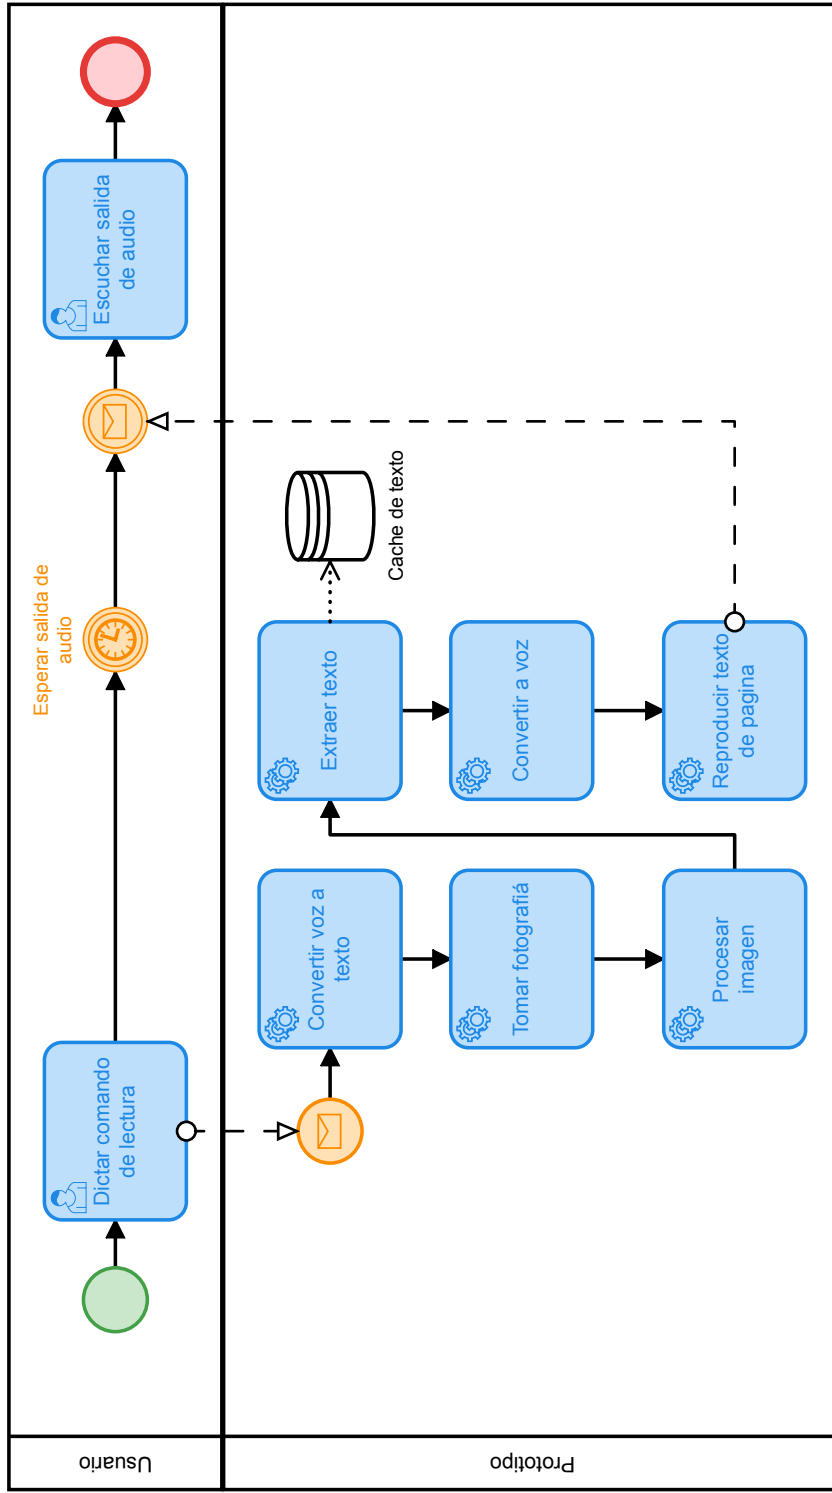 Usuario
Dictar comando
de lectura
Esperar salida de
audio
Escuchar salida
de audio
Prototipo
Convertir voz a
texto
Tomar fotografiá
Procesar
imagen
Extraer texto
Cache de texto
Convertir a voz
Reproducir texto
de pagina